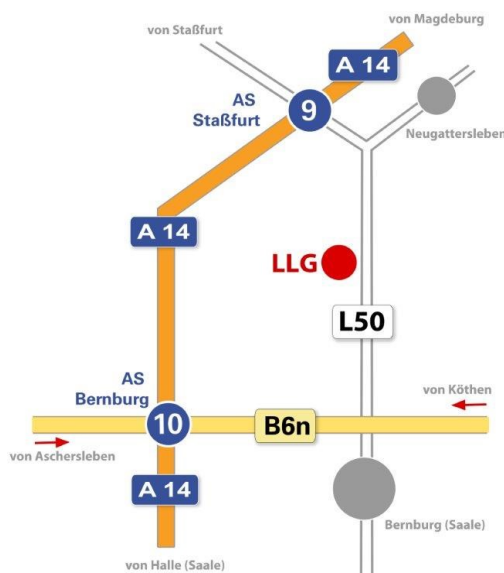 von Magdeburg
von Staßfurt
A 14
AS
Staßfurt
9
Neugattersleben
A 14
LLG
L50
AS
Bernburg
von Köthen
10
B6n
von Aschersleben
A 14
Bernburg (Saale)
von Halle (Saale)